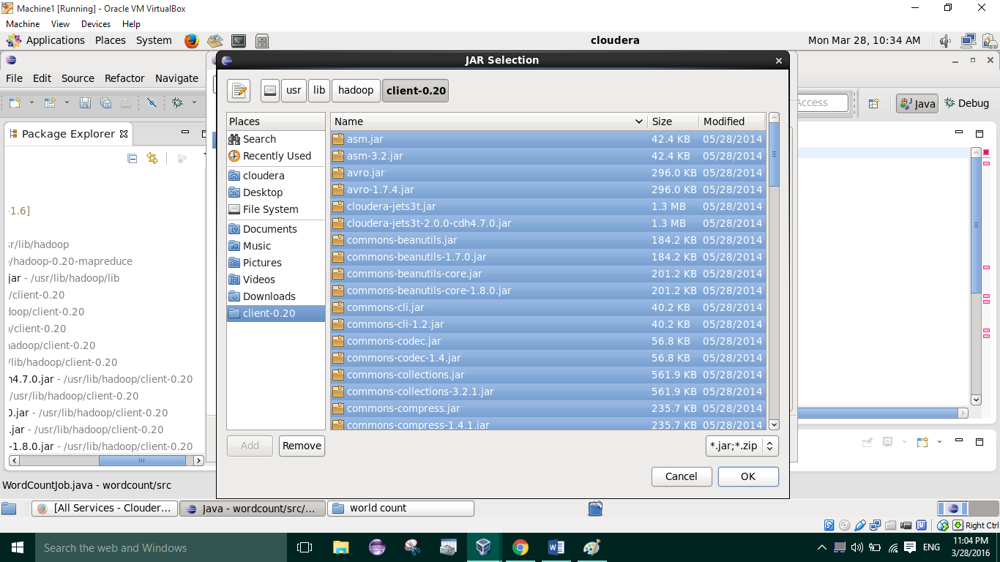 Machine1 [Running] - Oracle VM VirtualBox
Machine View Devices Help
Applications Places System cloudera Mon Mar 28, 10:34 AM
JAR Selection
File Edit Source Refactor Navigate
usr lib hadoop client-0.20
Access Java Debug
Package Explorer
-1.6]
sr/lib/hadoop
/hadoop-0.20-mapreduce
jar - /usr/lib/hadoop/lib
/client-0.20
doop/client-0.20
/client-0.20
adoop/client-0.20
/lib/hadoop/client-0.20
h4.7.0.jar - /usr/lib/hadoop/client-0.20
/usr/lib/hadoop/client-0.20
0.jar - /usr/lib/hadoop/client-0.20
.jar - /usr/lib/hadoop/client-0.20
-1.8.0.jar - /usr/lib/hadoop/client-0.20
Places
Search
Recently Used
cloudera
Desktop
File System
Documents
Music
Pictures
Videos
Downloads
client-0.20
Name Size Modified
asm.jar 42.4 KB 05/28/2014
asm-3.2.jar 42.4 KB 05/28/2014
avro.jar 296.0 KB 05/28/2014
avro-1.7.4.jar 296.0 KB 05/28/2014
cloudera-jets3t.jar 1.3 MB 05/28/2014
cloudera-jets3t-2.0.0-cdh4.7.0.jar 1.3 MB 05/28/2014
commons-beanutils.jar 184.2 KB 05/28/2014
commons-beanutils-1.7.0.jar 184.2 KB 05/28/2014
commons-beanutils-core.jar 201.2 KB 05/28/2014
commons-beanutils-core-1.8.0.jar 201.2 KB 05/28/2014
commons-cli.jar 40.2 KB 05/28/2014
commons-cli-1.2.jar 40.2 KB 05/28/2014
commons-codec.jar 56.8 KB 05/28/2014
commons-codec-1.4.jar 56.8 KB 05/28/2014
commons-collections.jar 561.9 KB 05/28/2014
commons-collections-3.2.1.jar 561.9 KB 05/28/2014
commons-compress.jar 235.7 KB 05/28/2014
commons-compress-1.4.1.jar 235.7 KB 05/28/2014
Add Remove *.jar;*.zip
Cancel OK
WordCountJob.java - wordcount/src
[All Services - Clouder... Java - wordcount/src/... world count
Right Ctrl
Search the web and Windows ENG 11:04 PM
3/28/2016